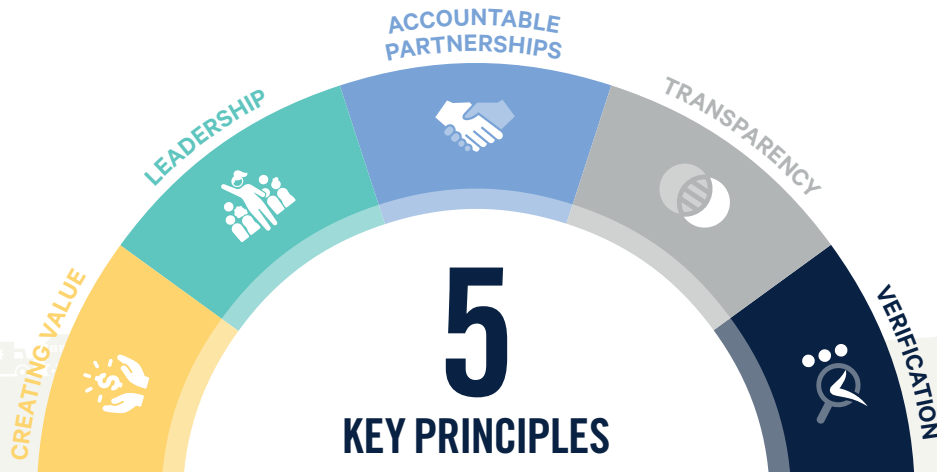 CREATING VALUE
LEADERSHIP
ACCOUNTABLE
PARTNERSHIPS
TRANSPARENCY
VERIFICATION
$
5
KEY PRINCIPLES